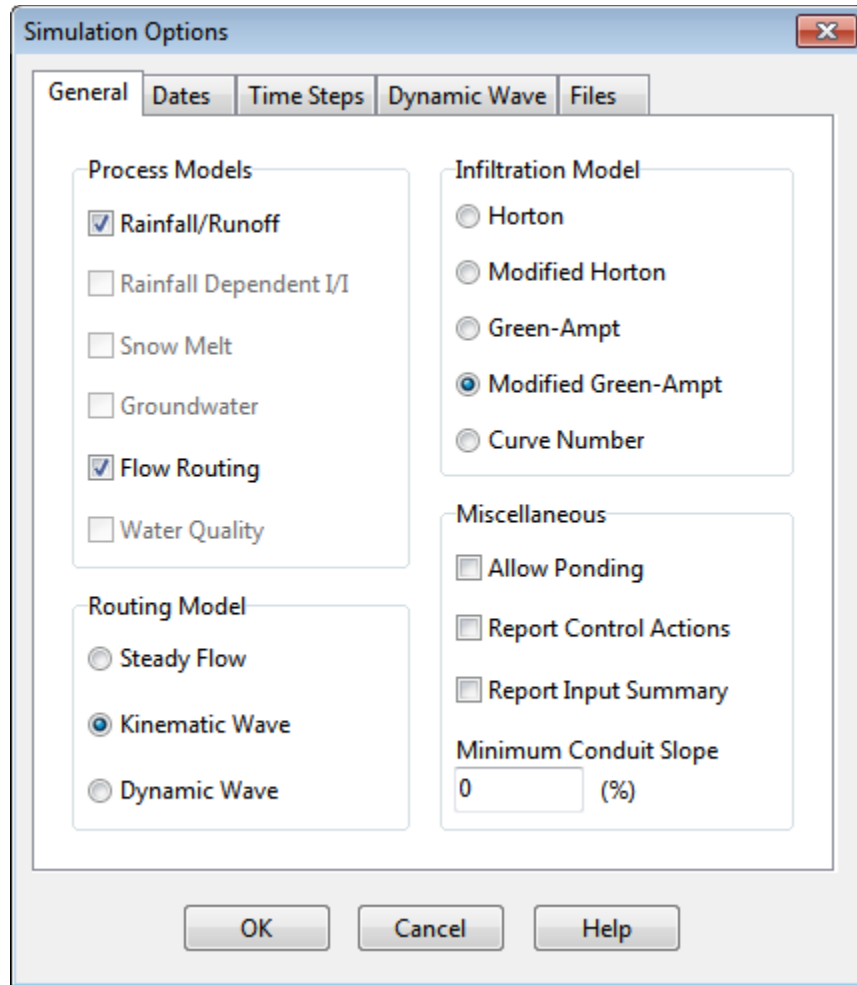 Simulation Options
General
Dates
Time Steps
Dynamic Wave
Files
Process Models
Rainfall/Runoff
Rainfall Dependent I/I
Snow Melt
Groundwater
Flow Routing
Water Quality
Routing Model
Steady Flow
Kinematic Wave
Dynamic Wave
Infiltration Model
Horton
Modified Horton
Green-Ampt
Modified Green-Ampt
Curve Number
Miscellaneous
Allow Ponding
Report Control Actions
Report Input Summary
Minimum Conduit Slope
0 (%)
OK
Cancel
Help